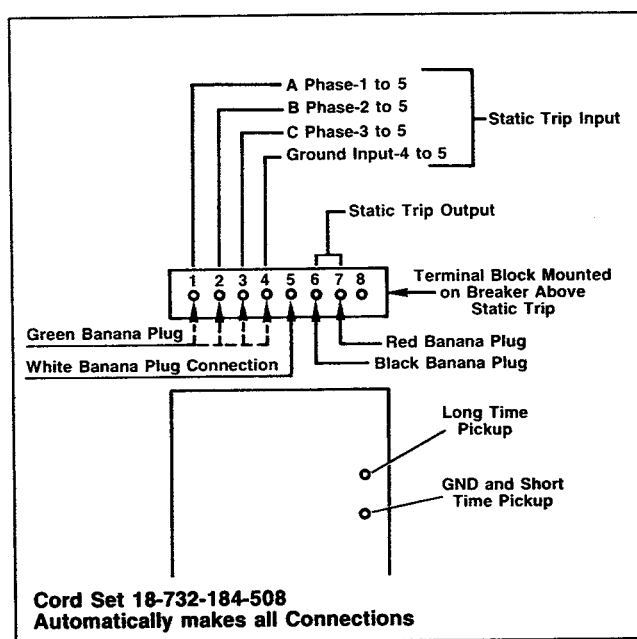 A Phase-1 to 5
B Phase-2 to 5
C Phase-3 to 5
Ground Input-4 to 5
Static Trip Input
Static Trip Output
1 2 3 4 5 6 7 8
Terminal Block Mounted
on Breaker Above
Static Trip
Green Banana Plug
Red Banana Plug
White Banana Plug Connection
Black Banana Plug
Long Time
Pickup
GND and Short
Time Pickup
Cord Set 18-732-184-508
Automatically makes all Connections